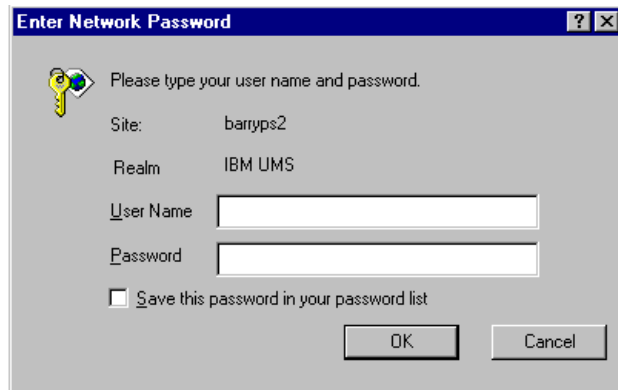 Enter Network Password
Please type your user name and password.
Site: barryps2
Realm IBM UMS
User Name
Password
Save this password in your password list
OK Cancel